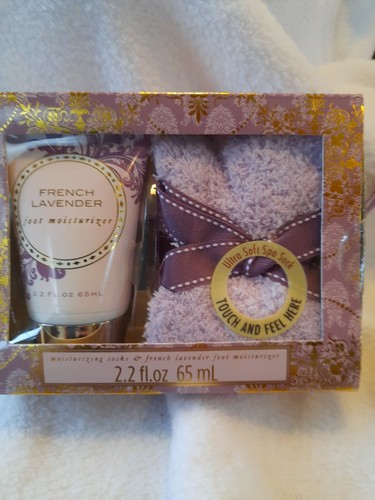 FRENCH
LAVENDER
foot moisturizer
2.2 FL.OZ 65ML
Ultra Soft Spa Sock
TOUCH AND FEEL HERE
moisturizing socks & french lavender foot moisturizer
2.2 fl.oz 65 mL